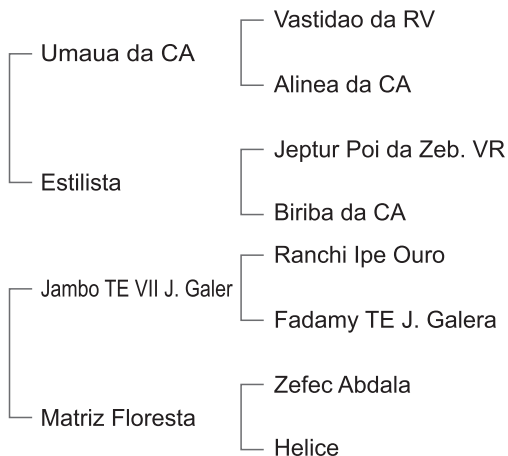 Vastidao da RV
Umaua da CA
Alinea da CA
Jeptur Poi da Zeb. VR
Estilista
Biriba da CA
Ranchi Ipe Ouro
Jambo TE VII J. Galer
Fadamy TE J. Galera
Zefec Abdala
Matriz Floresta
Helice